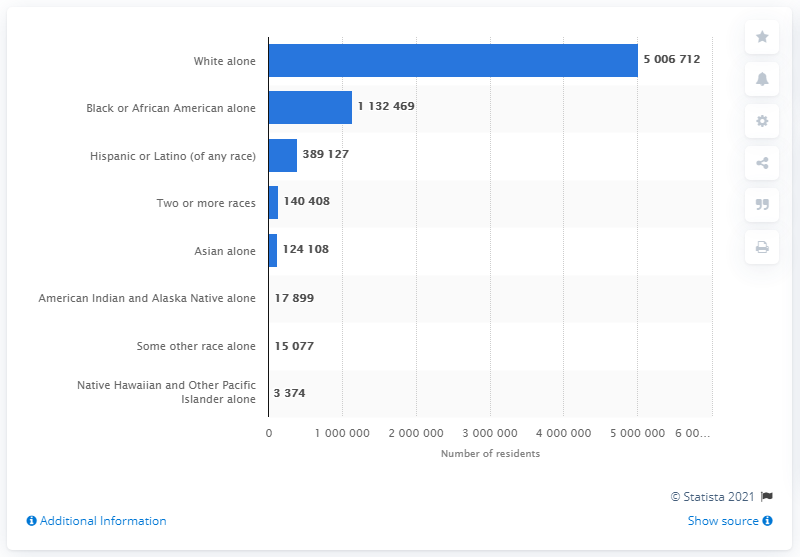 White alone 5 006 712
Black or African American alone 1 132 469
Hispanic or Latino (of any race) 389 127
Two or more races 140 408
Asian alone 124 108
American Indian and Alaska Native alone 17 899
Some other race alone 15 077
Native Hawaiian and Other Pacific
Islander alone 3 374
0 1 000 000 2 000 000 3 000 000 4 000 000 5 000 000 6 00...
Number of residents
© Statista 2021
Additional Information Show source